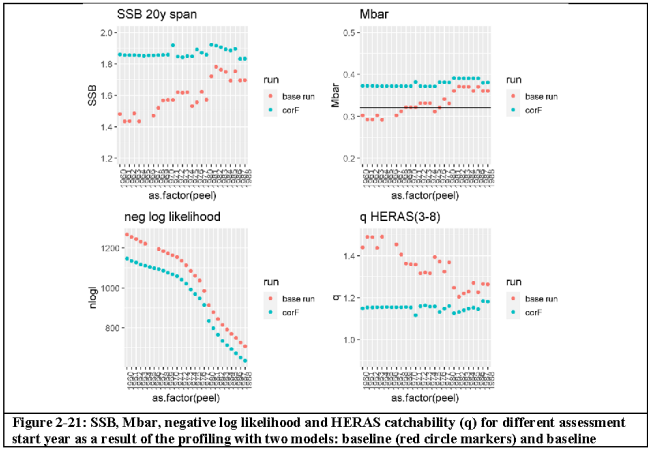 SSB 20y span
2.0
1.8
1.6
1.4
1.2
SSB
as.factor(peel)
run
base run
corF
Mbar
0.5
0.4
0.3
0.2
Mbar
as.factor(peel)
run
base run
corF
neg log likelihood
1200
1000
800
nlogl
as.factor(peel)
run
base run
corF
q HERAS(3-8)
1.4
1.2
1.0
q
as.factor(peel)
run
base run
corF
Figure 2-21: SSB, Mbar, negative log likelihood and HERAS catchability (q) for different assessment
start year as a result of the profiling with two models: baseline (red circle markers) and baseline